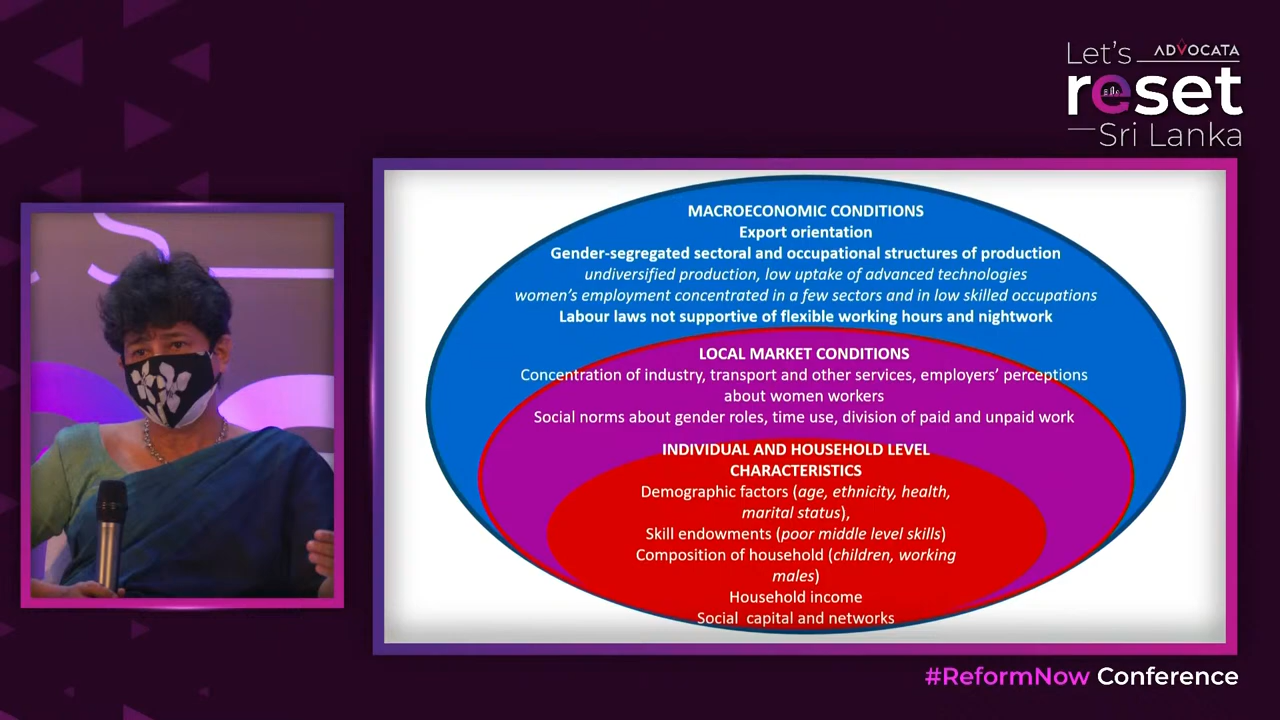 Let's ADVOCATA
reset
Sri Lanka
MACROECONOMIC CONDITIONS
Export orientation
Gender-segregated sectoral and occupational structures of production
undiversified production, low uptake of advanced technologies
women's employment concentrated in a few sectors and in low skilled occupations
Labour laws not supportive of flexible working hours and nightwork
LOCAL MARKET CONDITIONS
Concentration of industry, transport and other services, employers' perceptions
about women workers
Social norms about gender roles, time use, division of paid and unpaid work
INDIVIDUAL AND HOUSEHOLD LEVEL
CHARACTERISTICS
Demographic factors (age, ethnicity, health,
marital status),
Skill endowments (poor middle level skills)
Composition of household (children, working
males)
Household income
Social capital and networks
#ReformNow Conference